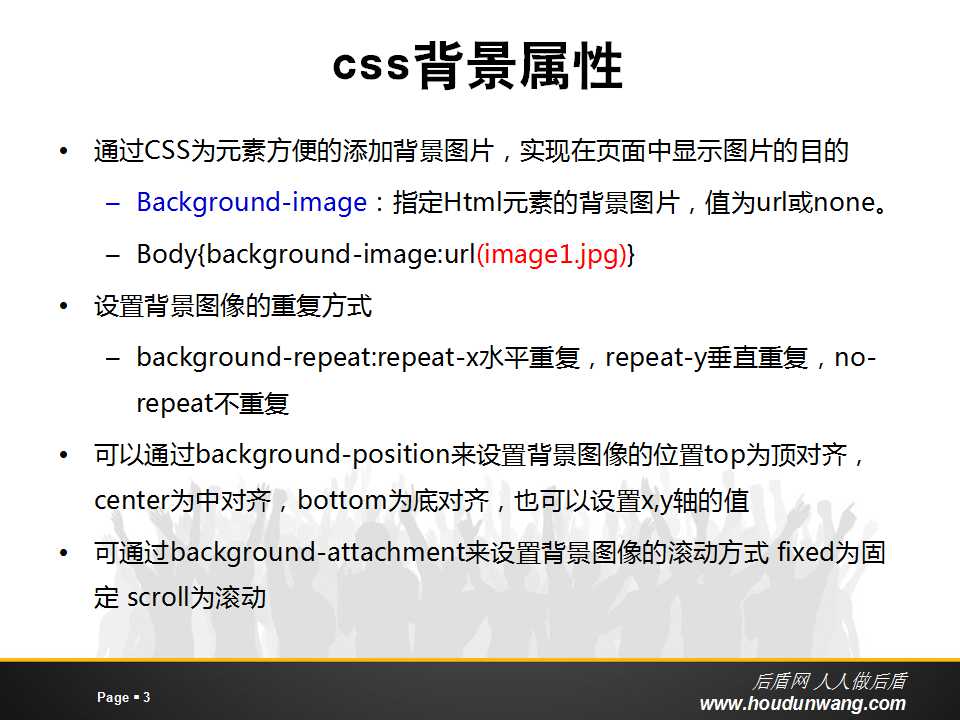 css背景属性
• 通过CSS为元素方便的添加背景图片，实现在页面中显示图片的目的
– Background-image：指定Html元素的背景图片，值为url或none。
– Body{background-image:url(image1.jpg)}
• 设置背景图像的重复方式
– background-repeat:repeat-x水平重复，repeat-y垂直重复，no-
repeat不重复
• 可以通过background-position来设置背景图像的位置top为顶对齐，
center为中对齐，bottom为底对齐，也可以设置x,y轴的值
• 可通过background-attachment来设置背景图像的滚动方式 fixed为固
定 scroll为滚动
Page ▪ 3
后盾网 人人做后盾
www.houdunwang.com